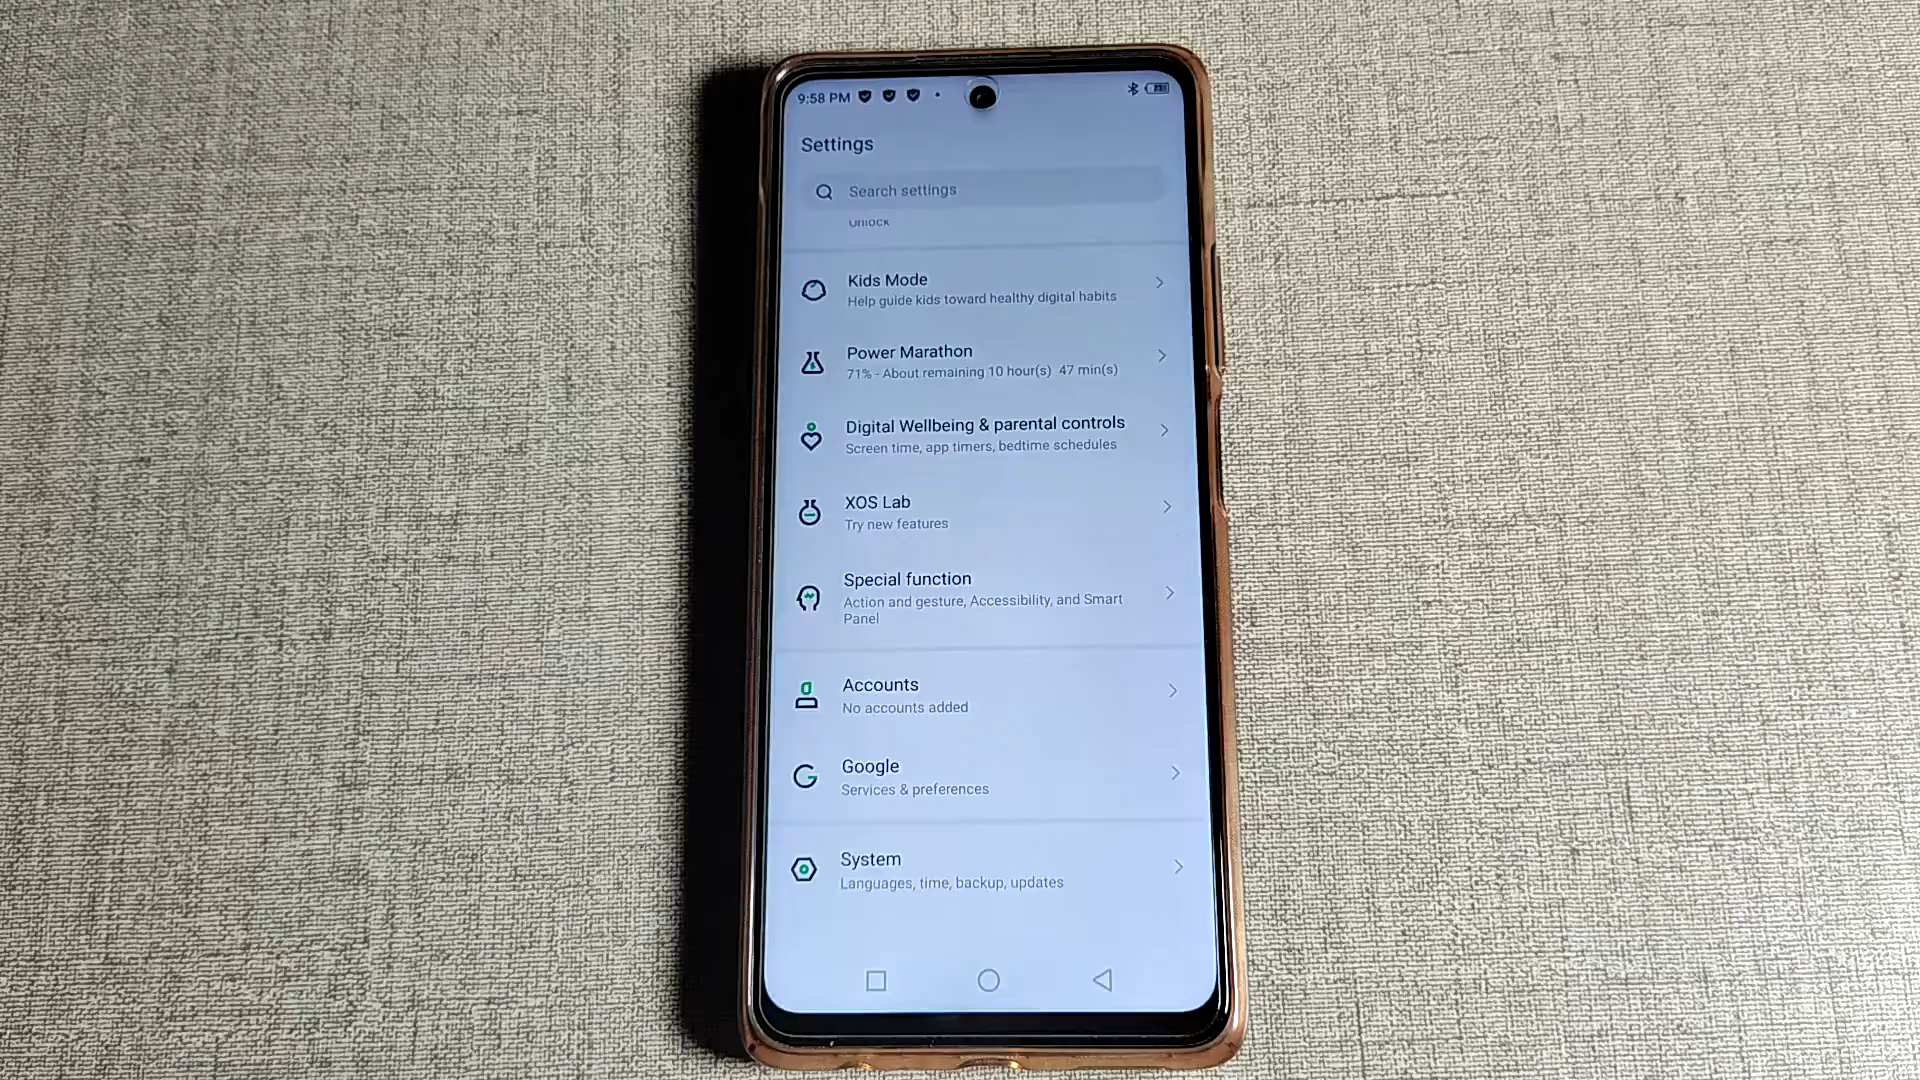 9:58 PM
Settings
Search settings
Unlock
Kids Mode
Help guide kids toward healthy digital habits
Power Marathon
71% - About remaining 10 hour(s) 47 min(s)
Digital Wellbeing & parental controls
Screen time, app timers, bedtime schedules
XOS Lab
Try new features
Special function
Action and gesture, Accessibility, and Smart
Panel
Accounts
No accounts added
Google
Services & preferences
System
Languages, time, backup, updates